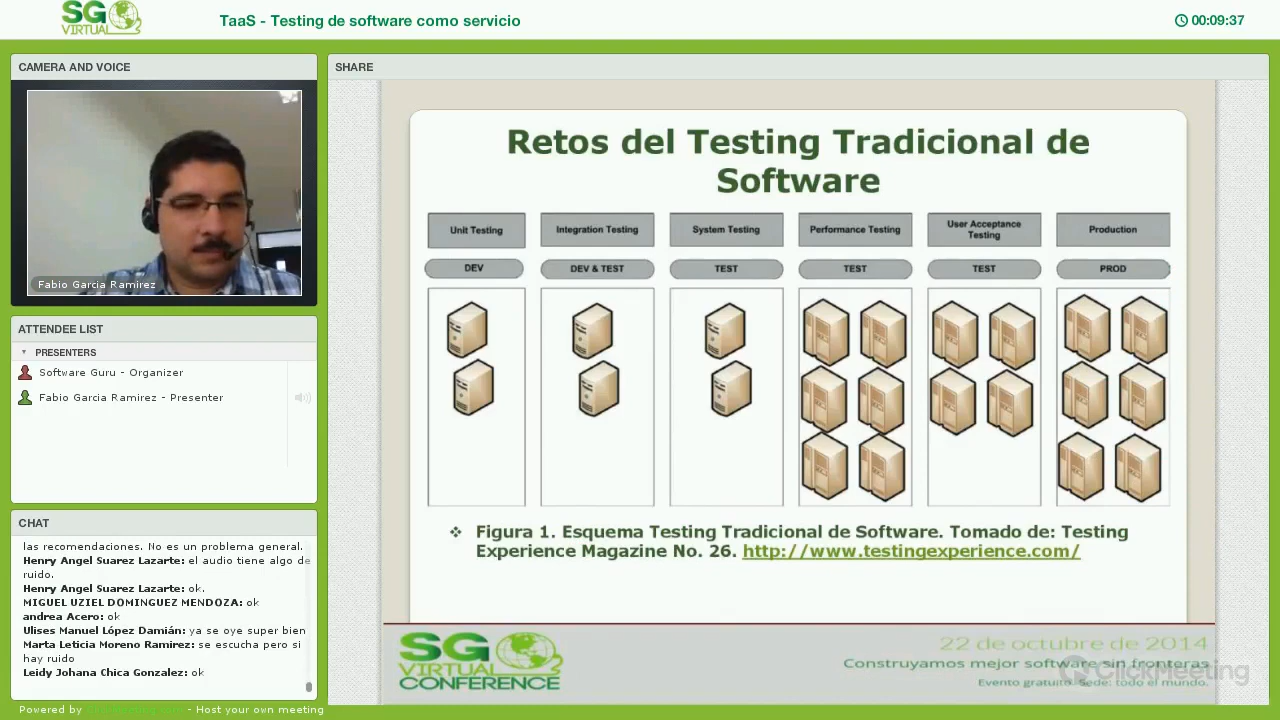 SG
VIRTUAL
TaaS - Testing de software como servicio
00:09:37
CAMERA AND VOICE
Fabio Garcia Ramirez
ATTENDEE LIST
PRESENTERS
Software Guru - Organizer
Fabio Garcia Ramirez - Presenter
CHAT
las recomendaciones. No es un problema general.
Henry Angel Suarez Lazarte: el audio tiene algo de
ruido.
Henry Angel Suarez Lazarte: ok.
MIGUEL UZIEL DOMINGUEZ MENDOZA: ok
andrea Acero: ok
Ulises Manuel López Damián: ya se oye super bien
Marta Leticia Moreno Ramirez: se escucha pero si
hay ruido
Leidy Johana Chica Gonzalez: ok
Powered by ClickMeeting.com - Host your own meeting
SHARE
Retos del Testing Tradicional de
Software
Unit Testing
Integration Testing
System Testing
Performance Testing
User Acceptance
Testing
Production
DEV
DEV & TEST
TEST
TEST
TEST
PROD
❖ Figura 1. Esquema Testing Tradicional de Software. Tomado de: Testing
Experience Magazine No. 26. http://www.testingexperience.com/
SG
VIRTUAL
CONFERENCE
22 de octubre de 2014
Construyamos mejor software sin fronteras
Evento gratuito. Sede: todo el mundo.
ClickMeeting